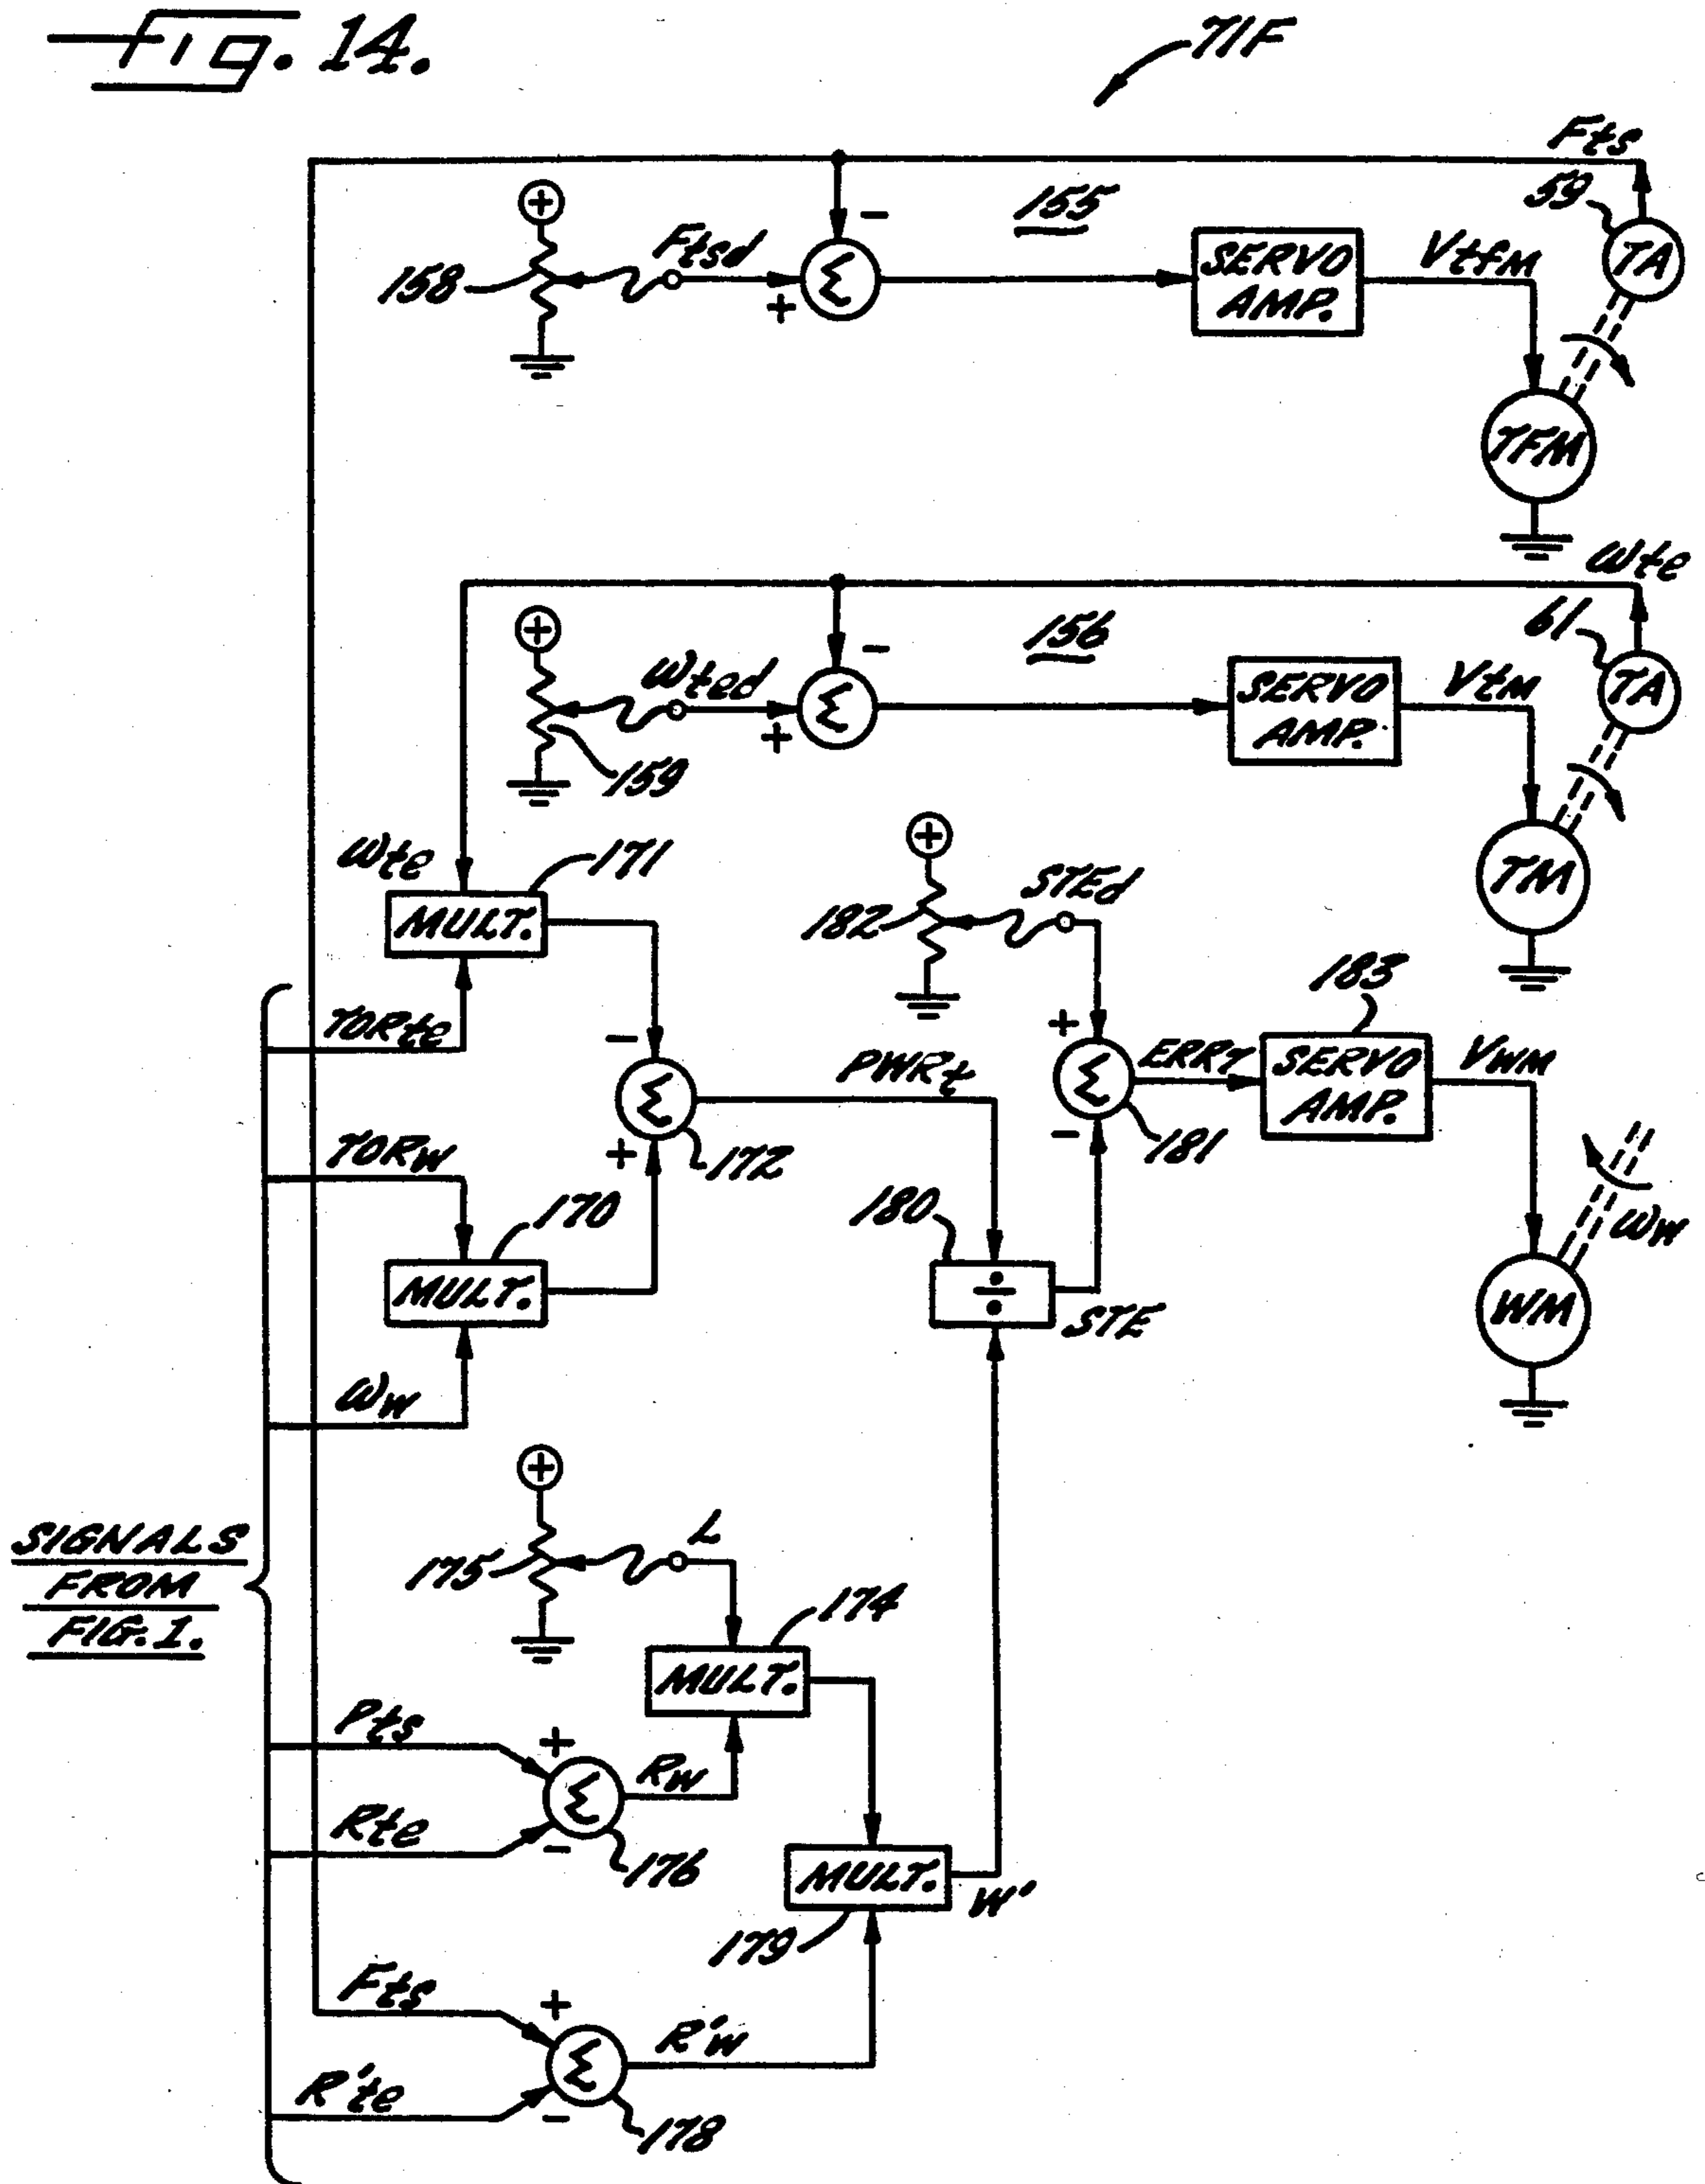 Fig. 14.
71F
Fts
59
TA
155
158
Ftsd
-
+
Σ
SERVO
AMP.
Vtfm
TFM
ωte
61
TA
156
ωted
-
+
Σ
159
SERVO
AMP.
Vtm
TM
ωte
171
MULT.
182
STEd
183
TORte
-
+
ERR7
SERVO
AMP.
Vwm
PWRt
Σ
Σ
181
-
TORw
+
172
170
180
ωw
MULT.
÷
STE
WM
ωw
175
L
SIGNALS
FROM
FIG. 1.
174
MULT.
Pts
+
Rw
Σ
Rte
-
176
MULT.
W'
179
Fts
+
R'w
Σ
R'te
-
178